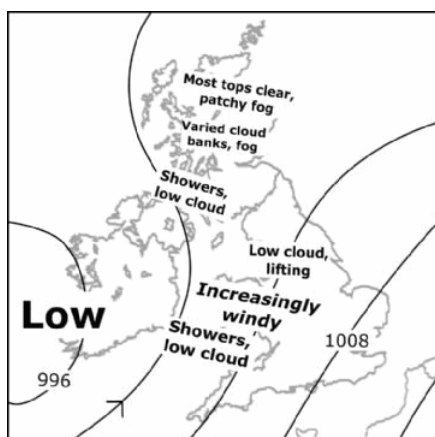 Most tops clear,
patchy fog
Varied cloud
banks, fog
Showers,
low cloud
Low cloud,
lifting
Increasingly
windy
Low
Showers,
low cloud
1008
996